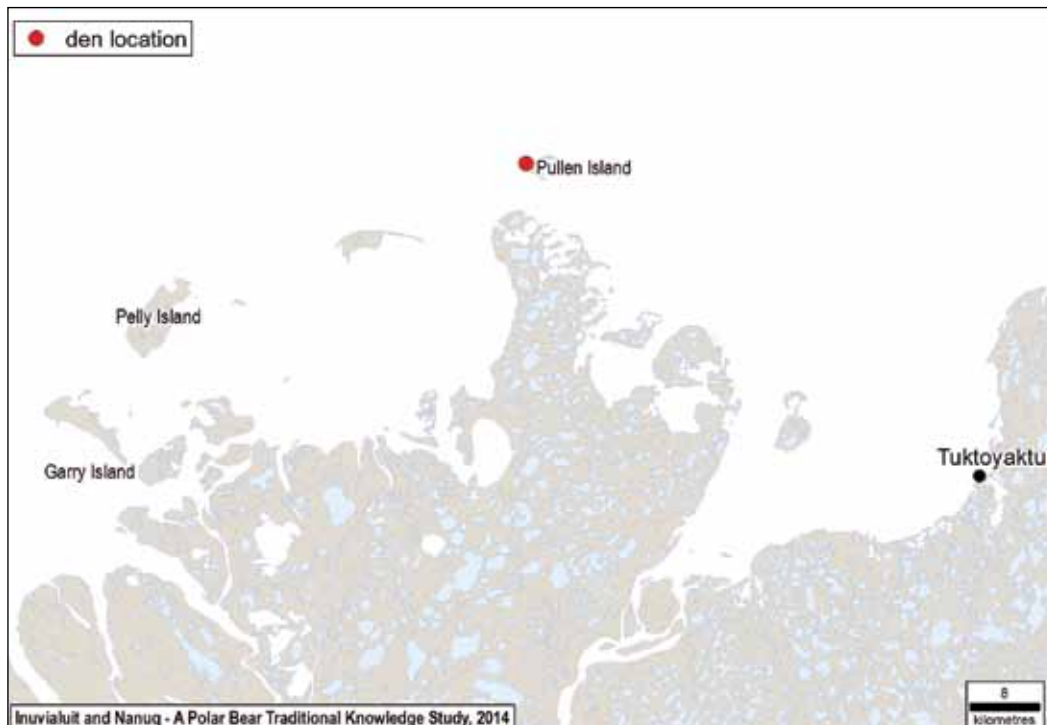 den location
Pullen Island
Pelly Island
Garry Island
Tuktoyaktu
8
kilometres
Inuvialuit and Nanuq - A Polar Bear Traditional Knowledge Study, 2014